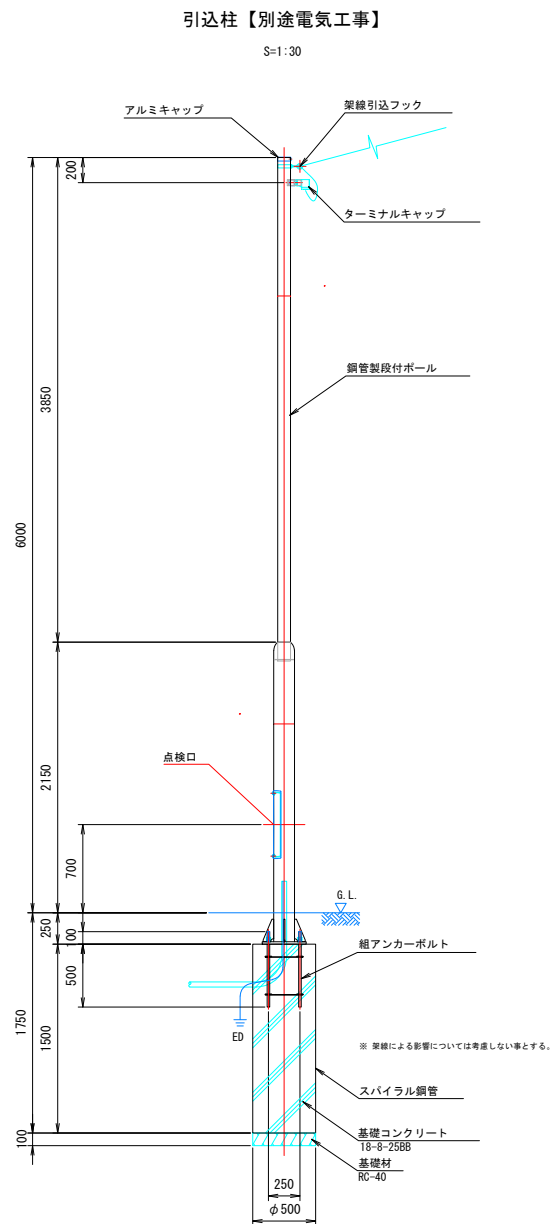 引込柱【別途電気工事】
S=1:30
アルミキャップ
架線引込フック
200
ターミナルキャップ
鋼管製段付ポール
3850
6000
点検口
2150
700
G.L.
250
100
組アンカーボルト
500
ED
1750
1500
※ 架線による影響については考慮しない事とする。
スパイラル鋼管
基礎コンクリート
18-8-25BB
100
基礎材
RC-40
250
φ500